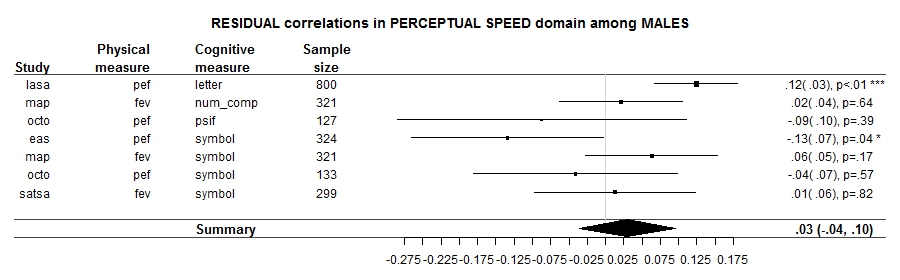 RESIDUAL correlations in PERCEPTUAL SPEED domain among MALES
Physical Cognitive Sample
Study measure measure size
lasa pef letter 800 .12( .03), p<.01 ***
map fev num_comp 321 .02( .04), p=.64
octo pef psif 127 -.09( .10), p=.39
eas pef symbol 324 -.13( .07), p=.04 *
map fev symbol 321 .06( .05), p=.17
octo pef symbol 133 -.04( .07), p=.57
satsa fev symbol 299 .01( .06), p=.82
Summary .03 (-.04, .10)
-0.275 -0.225 -0.175 -0.125 -0.075 -0.025 0.025 0.075 0.125 0.175